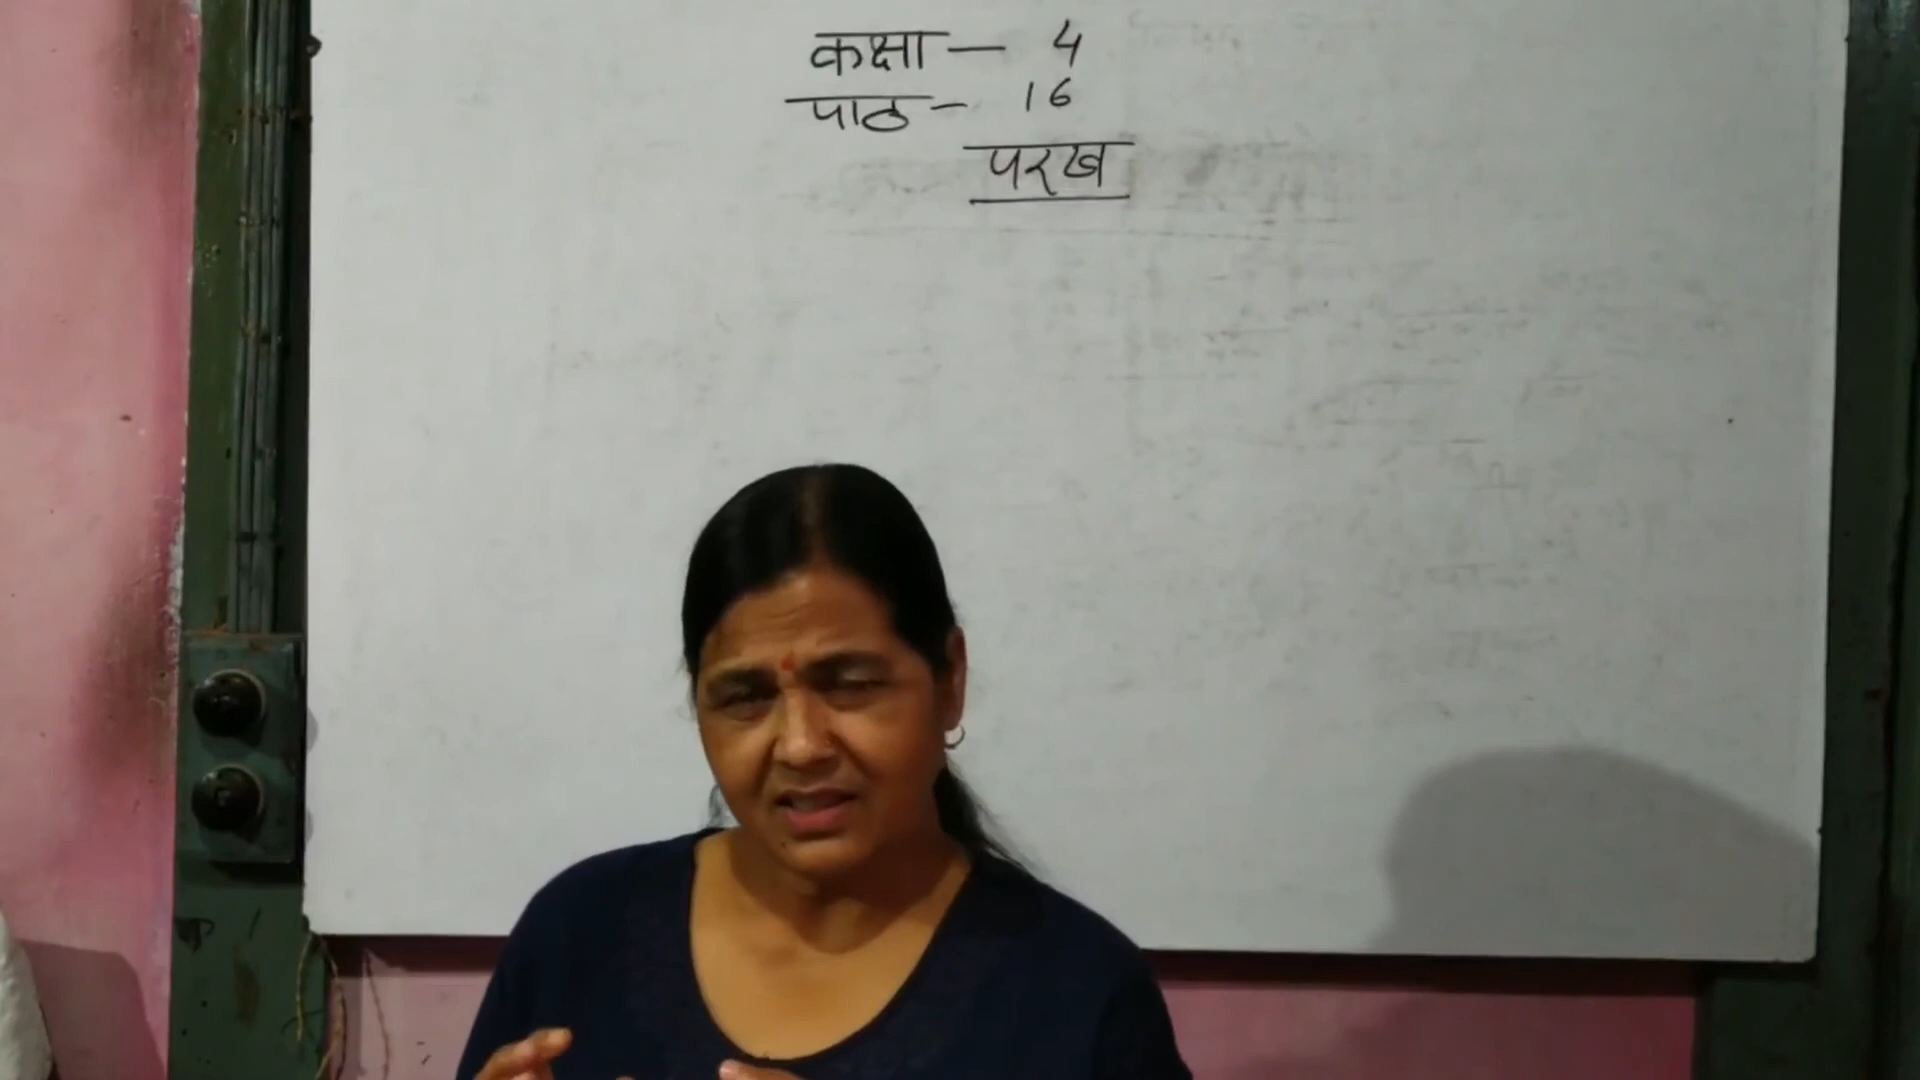 कक्षा - 4
पाठ - 16
परख